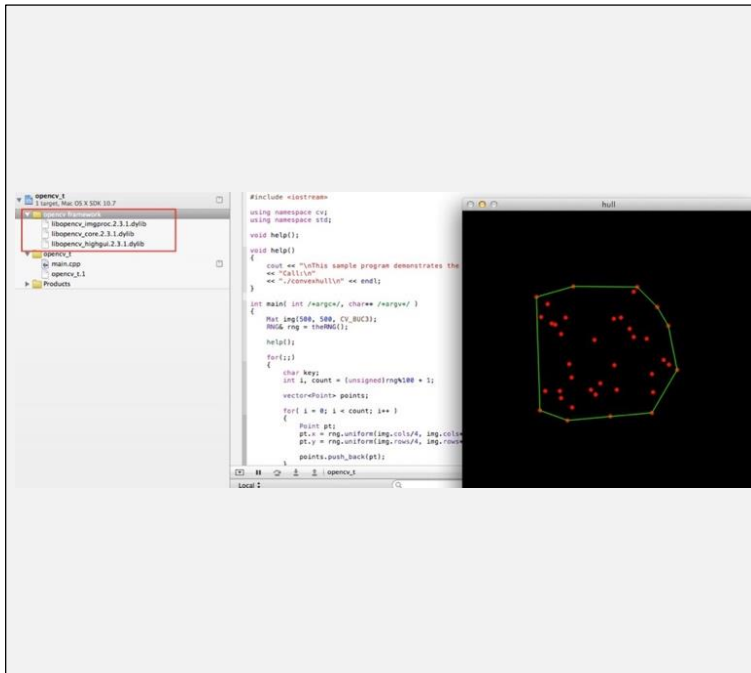 opencv_t
1 target, Mac OS X SDK 10.7
opencv framework
libopencv_imgproc.2.3.1.dylib
libopencv_core.2.3.1.dylib
libopencv_highgui.2.3.1.dylib
opencv_t
main.cpp
opencv_t.1
Products
#include <iostream>
using namespace cv;
using namespace std;
void help();
void help()
{
cout << "\nThis sample program demonstrates the
<< "Call:\n"
<< "./convexhull\n" << endl;
}
int main( int /*argc*/, char** /*argv*/ )
{
Mat img(500, 500, CV_8UC3);
RNG& rng = theRNG();
help();
for(;;)
{
char key;
int i, count = (unsigned)rng%100 + 1;
vector<Point> points;
for( i = 0; i < count; i++ )
{
Point pt;
pt.x = rng.uniform(img.cols/4, img.cols*
pt.y = rng.uniform(img.rows/4, img.rows*
points.push_back(pt);
}
opencv_t
Local
hull